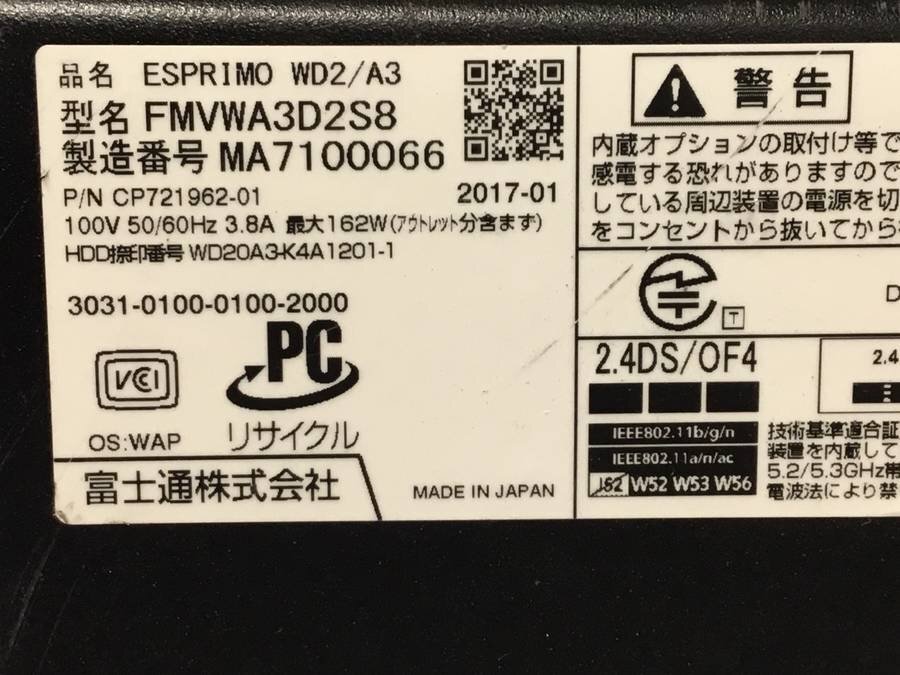 品名 ESPRIMO WD2/A3
型名 FMVWA3D2S8
製造番号 MA7100066
P/N CP721962-01 2017-01
100V 50/60Hz 3.8A 最大162W(アウトレット分含まず)
HDD捺印番号 WD20A3-K4A1201-1
3031-0100-0100-2000
VCCI
PC
OS:WAP リサイクル
富士通株式会社
MADE IN JAPAN
警告
内蔵オプションの取付け等で
感電する恐れがありますので
している周辺装置の電源を切
をコンセントから抜いてから
T
D
2.4DS/OF4
2.4
IEEE802.11b/g/n
IEEE802.11a/n/ac
J52 W52 W53 W56
技術基準適合証
装置を内蔵して
5.2/5.3GHz帯
電波法により禁